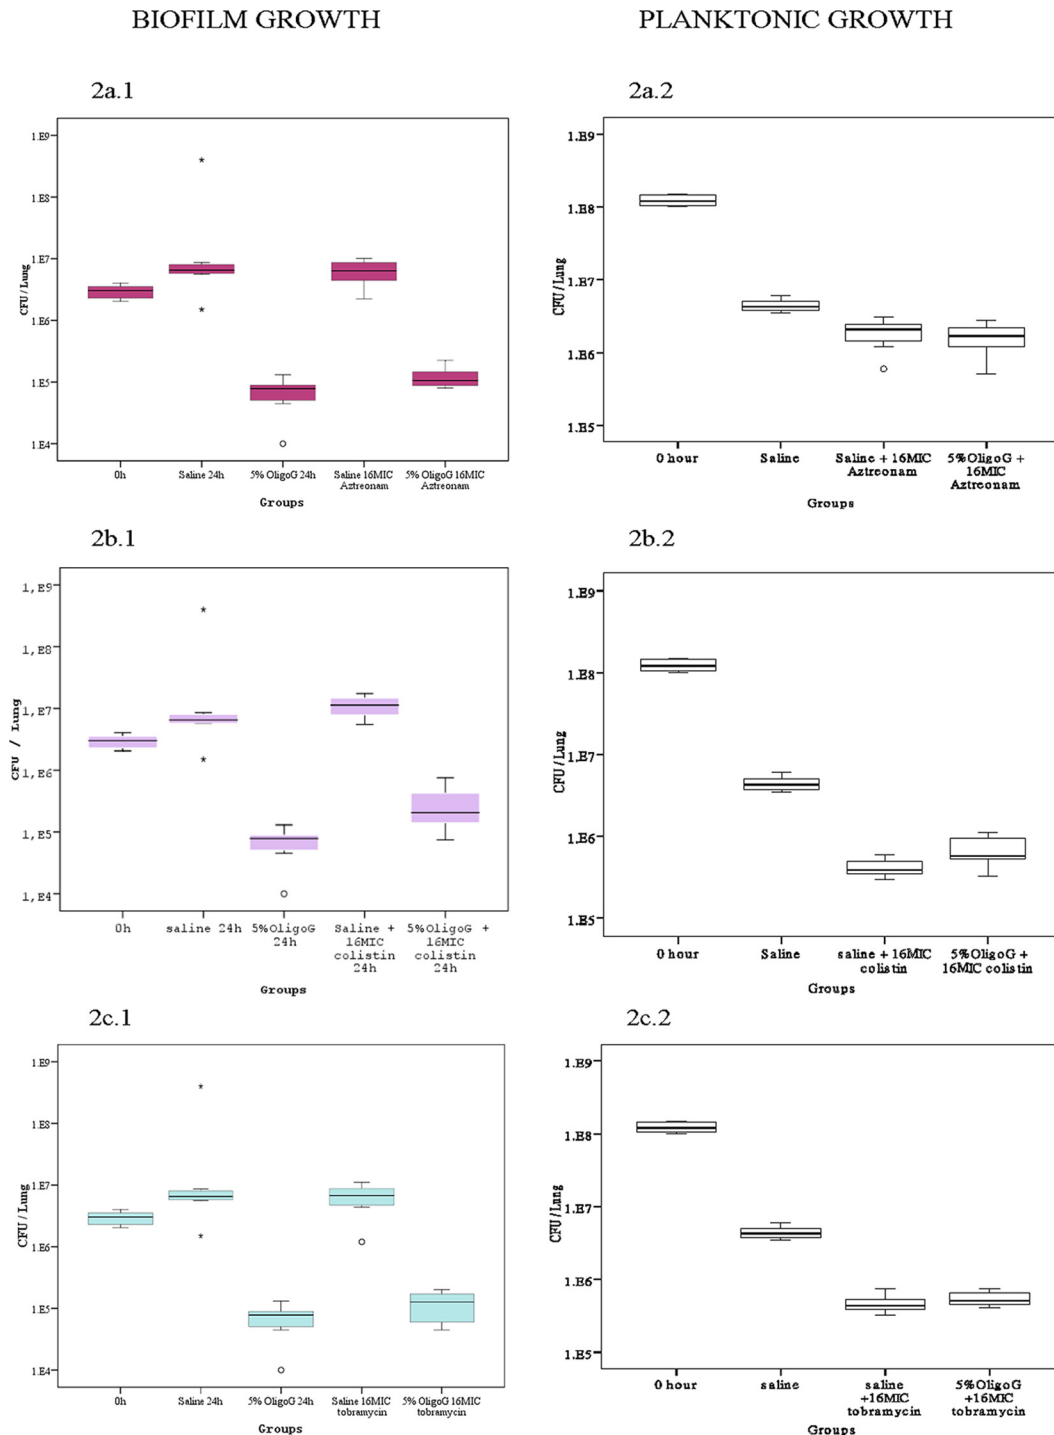 BIOFILM GROWTH
PLANKTONIC GROWTH
2a.1
1.E9
1.E8
1.E7
1.E6
1.E5
1.E4
CFU/Lung
*
*
0h
Saline 24h
5% OligoG 24h
Saline 16MIC
Aztreonam
5% OligoG 16MIC
Aztreonam
Groups
2a.2
1.E9
1.E8
1.E7
1.E6
1.E5
CFU/Lung
0 hour
Saline
Saline + 16MIC
Aztreonam
5%OligoG +
16MIC
Aztreonam
Groups
2b.1
1,E9
1,E8
1,E7
1,E6
1,E5
1,E4
CFU / Lung
*
*
0h
saline 24h
5%OligoG
24h
Saline +
16MIC
colistin
24h
5%OligoG +
16MIC
colistin 24h
Groups
2b.2
1.E9
1.E8
1.E7
1.E6
1.E5
CFU/Lung
0 hour
Saline
saline + 16MIC
colistin
5%OligoG +
16MIC colistin
Groups
2c.1
1.E9
1.E8
1.E7
1.E6
1.E5
1.E4
CFU/Lung
*
*
0h
Saline 24h
5% OligoG 24h
Saline 16MIC
tobramycin
5% OligoG 16MIC
tobramycin
Groups
2c.2
1.E9
1.E8
1.E7
1.E6
1.E5
CFU/Lung
0 hour
saline
saline
+16MIC
tobramycin
5%OligoG
+16MIC
tobramycin
Groups